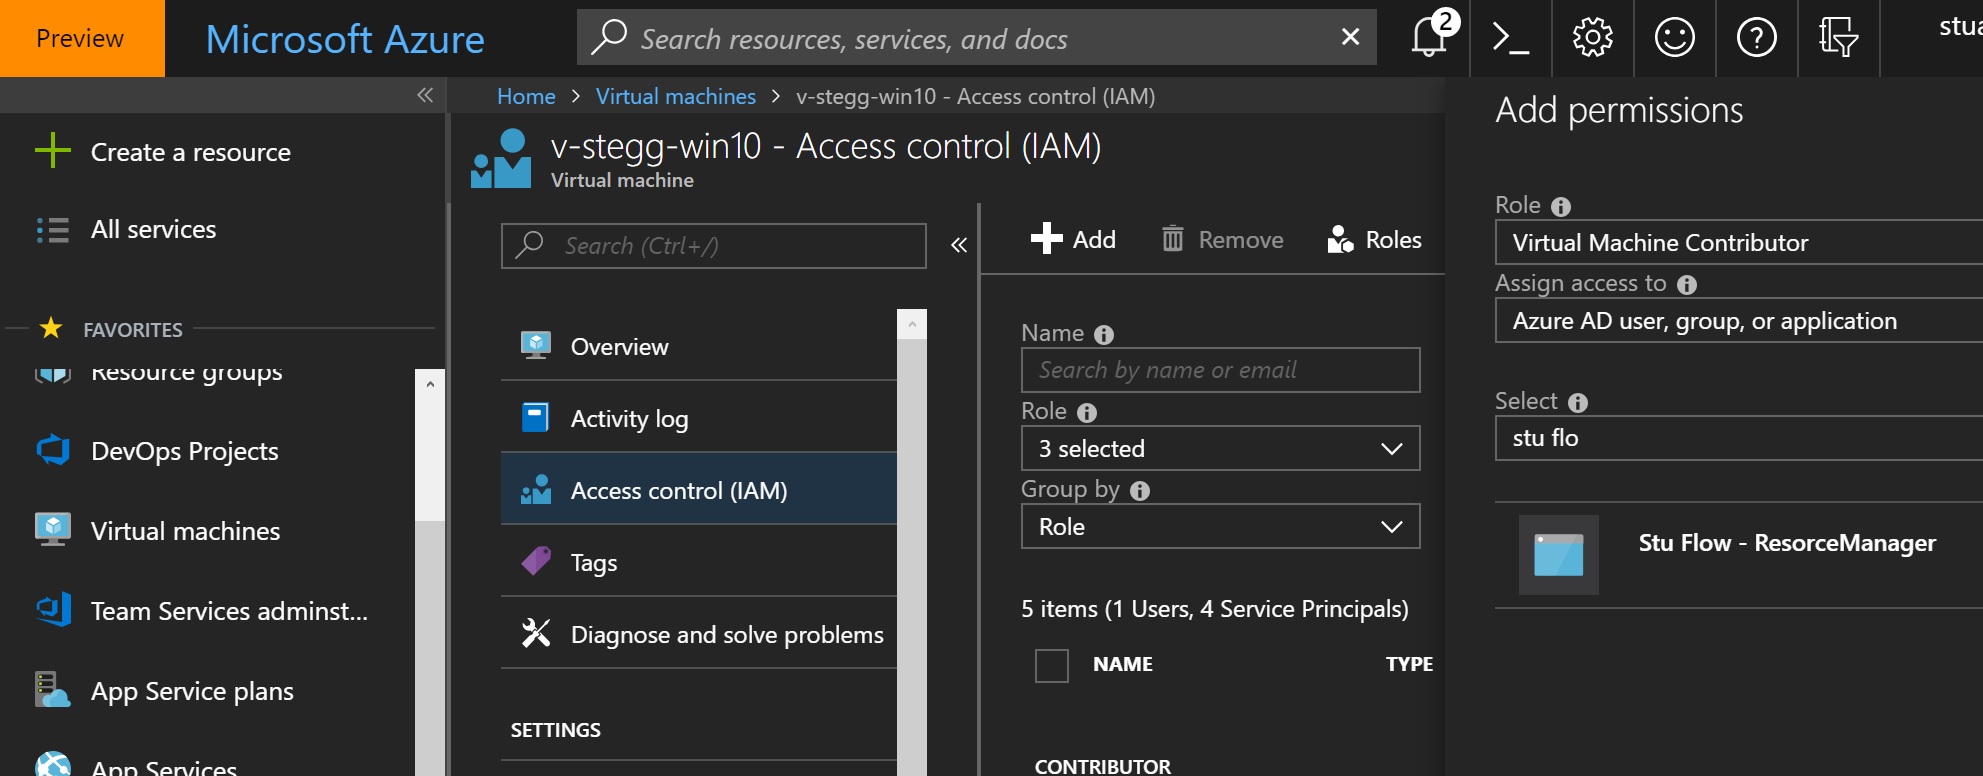 Preview
Microsoft Azure
Search resources, services, and docs
2
stua
Create a resource
All services
FAVORITES
Resource groups
DevOps Projects
Virtual machines
Team Services adminst...
App Service plans
App Services
Home > Virtual machines > v-stegg-win10 - Access control (IAM)
v-stegg-win10 - Access control (IAM)
Virtual machine
Search (Ctrl+/)
Overview
Activity log
Access control (IAM)
Tags
Diagnose and solve problems
SETTINGS
Add Remove Roles
Name
Search by name or email
Role
3 selected
Group by
Role
5 items (1 Users, 4 Service Principals)
NAME TYPE
CONTRIBUTOR
Add permissions
Role
Virtual Machine Contributor
Assign access to
Azure AD user, group, or application
Select
stu flo
Stu Flow - ResorceManager